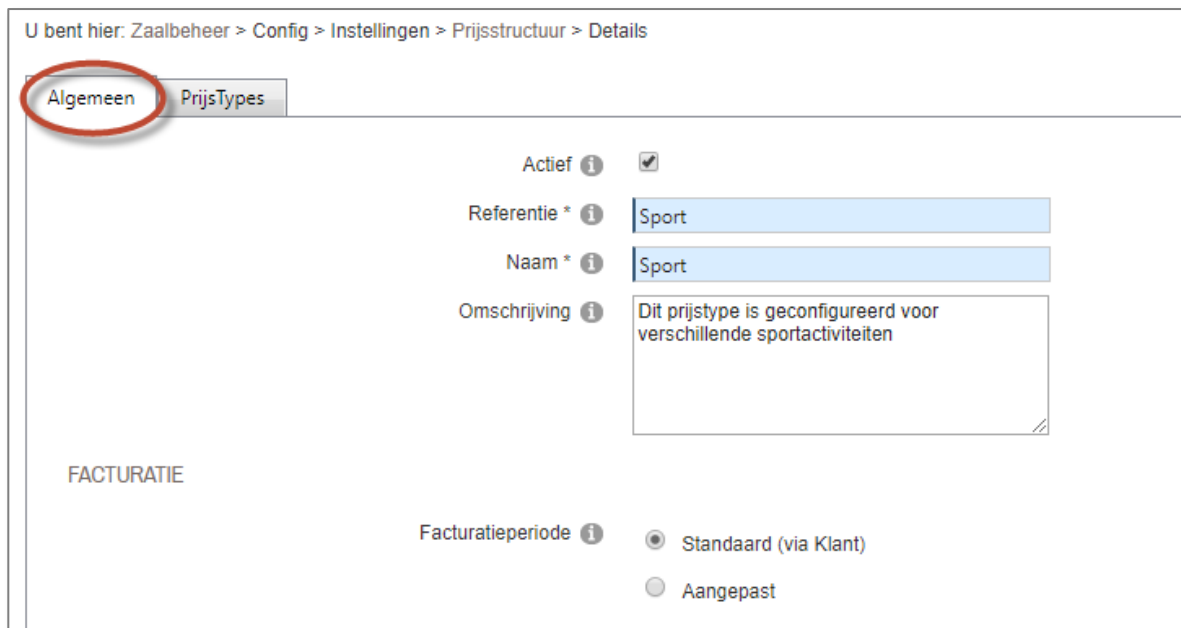 U bent hier: Zaalbeheer > Config > Instellingen > Prijsstructuur > Details
Algemeen PrijsTypes
Actief
Referentie * Sport
Naam * Sport
Omschrijving Dit prijstype is geconfigureerd voor
verschillende sportactiviteiten
FACTURATIE
Facturatieperiode Standaard (via Klant)
Aangepast